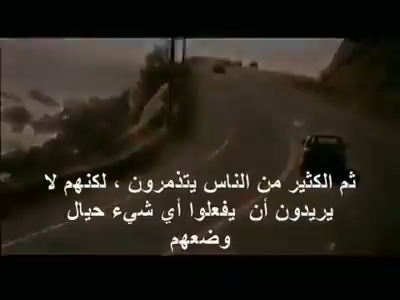 ثم الكثير من الناس يتذمرون ، لكنهم لا
يريدون أن يفعلوا أي شيء حيال
وضعهم